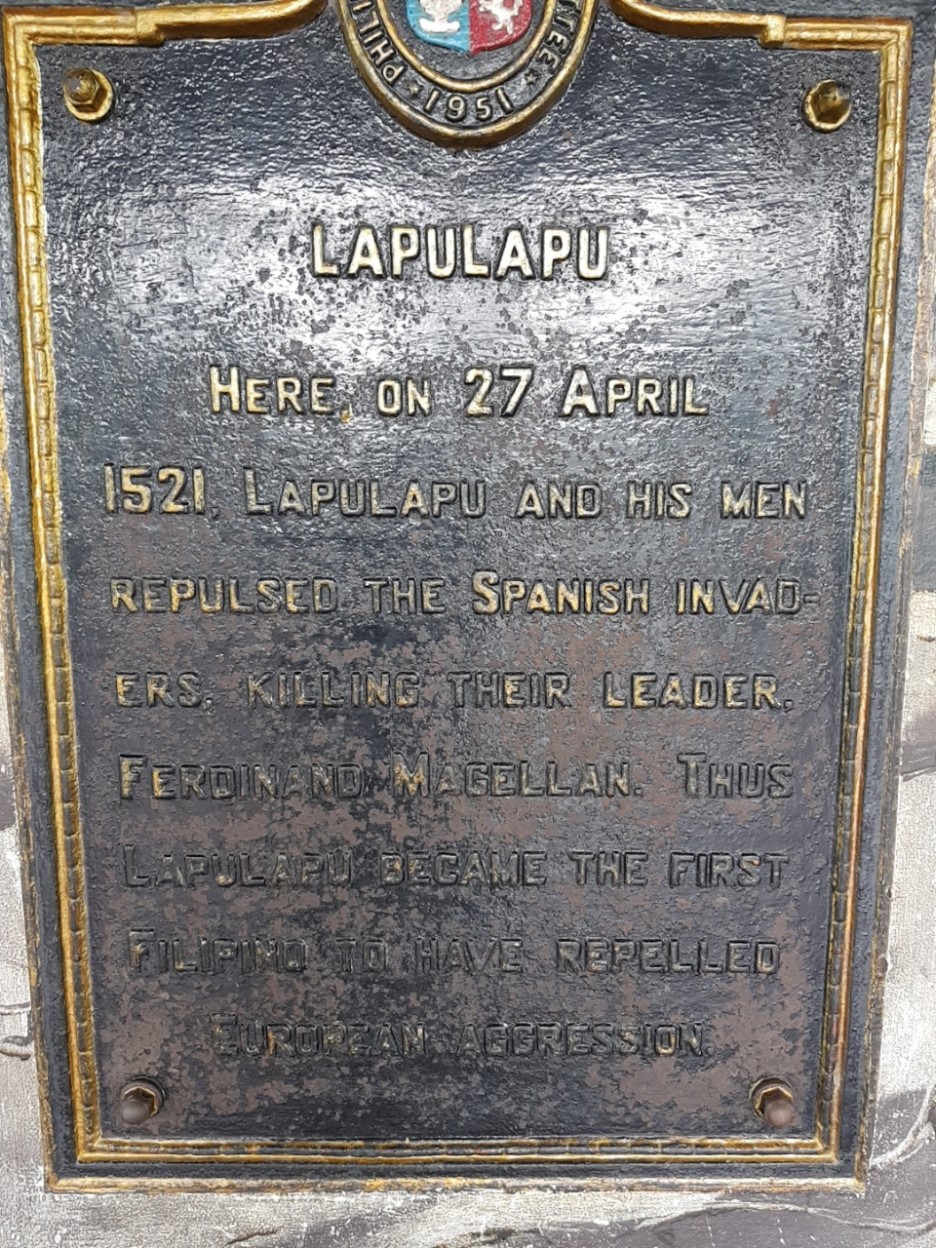 1951
LAPULAPU
HERE, ON 27 APRIL
1521, LAPULAPU AND HIS MEN
REPULSED THE SPANISH INVAD-
ERS, KILLING THEIR LEADER,
FERDINAND MAGELLAN. THUS
LAPULAPU BECAME THE FIRST
FILIPINO TO HAVE REPELLED
EUROPEAN AGGRESSION.